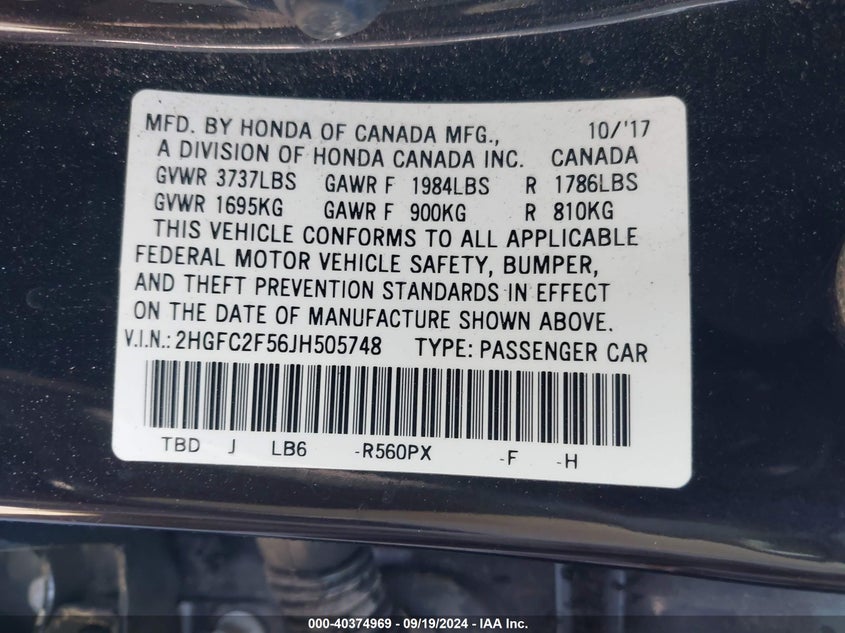 MFD. BY HONDA OF CANADA MFG., 10/'17
A DIVISION OF HONDA CANADA INC. CANADA
GVWR 3737LBS GAWR F 1984LBS R 1786LBS
GVWR 1695KG GAWR F 900KG R 810KG
THIS VEHICLE CONFORMS TO ALL APPLICABLE
FEDERAL MOTOR VEHICLE SAFETY, BUMPER,
AND THEFT PREVENTION STANDARDS IN EFFECT
ON THE DATE OF MANUFACTURE SHOWN ABOVE.
V.I.N.: 2HGFC2F56JH505748 TYPE: PASSENGER CAR
TBD J LB6 -R560PX -F -H
000-40374969 - 09/19/2024 - IAA Inc.